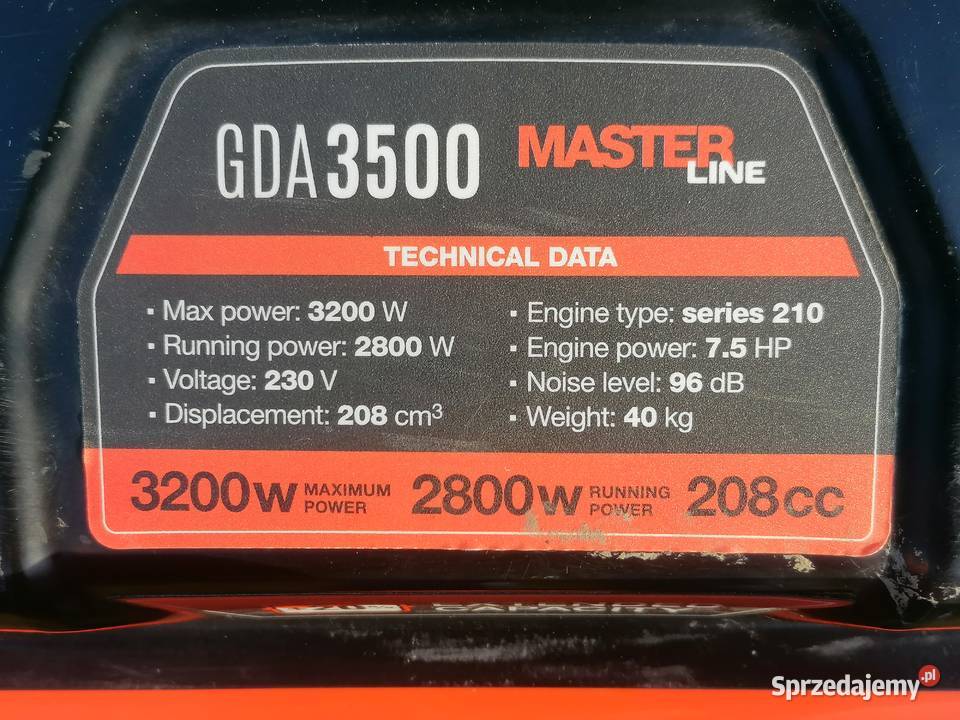 GDA3500 MASTER LINE
TECHNICAL DATA
▪ Max power: 3200 W
▪ Running power: 2800 W
▪ Voltage: 230 V
▪ Displacement: 208 cm³
▪ Engine type: series 210
▪ Engine power: 7.5 HP
▪ Noise level: 96 dB
▪ Weight: 40 kg
3200W MAXIMUM POWER 2800W RUNNING POWER 208cc
Sprzedajemy.pl